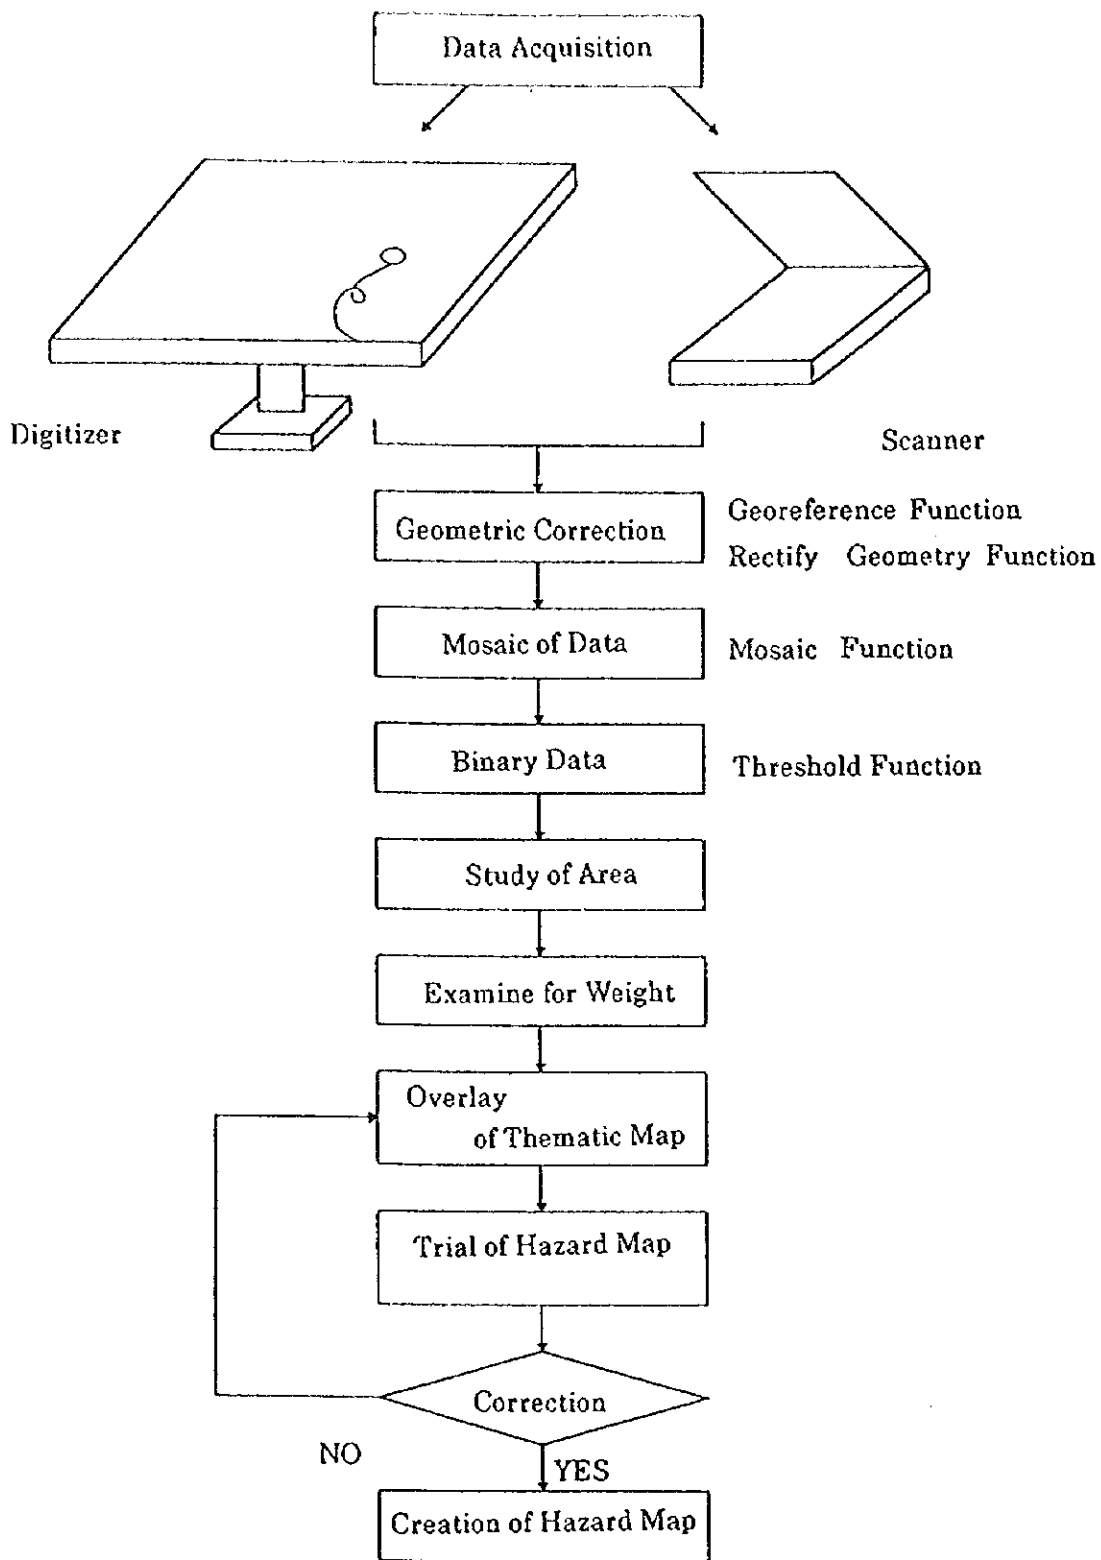 Data Acquisition
Digitizer
Scanner
Geometric Correction
Georeference Function
Rectify Geometry Function
Mosaic of Data
Mosaic Function
Binary Data
Threshold Function
Study of Area
Examine for Weight
Overlay
of Thematic Map
Trial of Hazard Map
Correction
NO
YES
Creation of Hazard Map